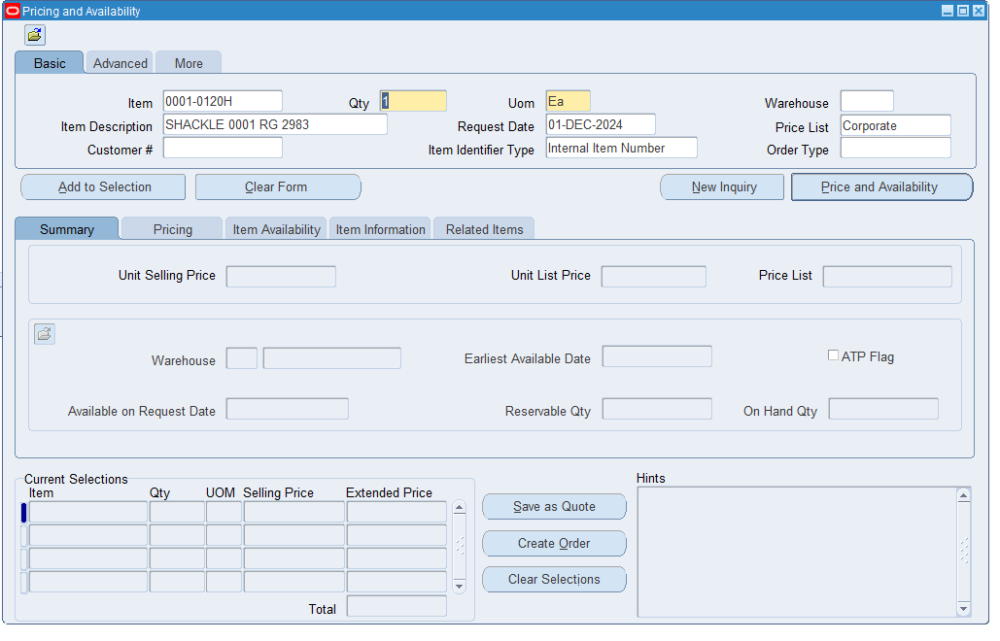 Pricing and Availability
Basic Advanced More
Item 0001-0120H Qty 1 Uom Ea Warehouse
Item Description SHACKLE 0001 RG 2983 Request Date 01-DEC-2024 Price List Corporate
Customer # Item Identifier Type Internal Item Number Order Type
Add to Selection Clear Form New Inquiry Price and Availability
Summary Pricing Item Availability Item Information Related Items
Unit Selling Price Unit List Price Price List
Warehouse Earliest Available Date ATP Flag
Available on Request Date Reservable Qty On Hand Qty
Current Selections Hints
Item Qty UOM Selling Price Extended Price
Save as Quote
Create Order
Clear Selections
Total